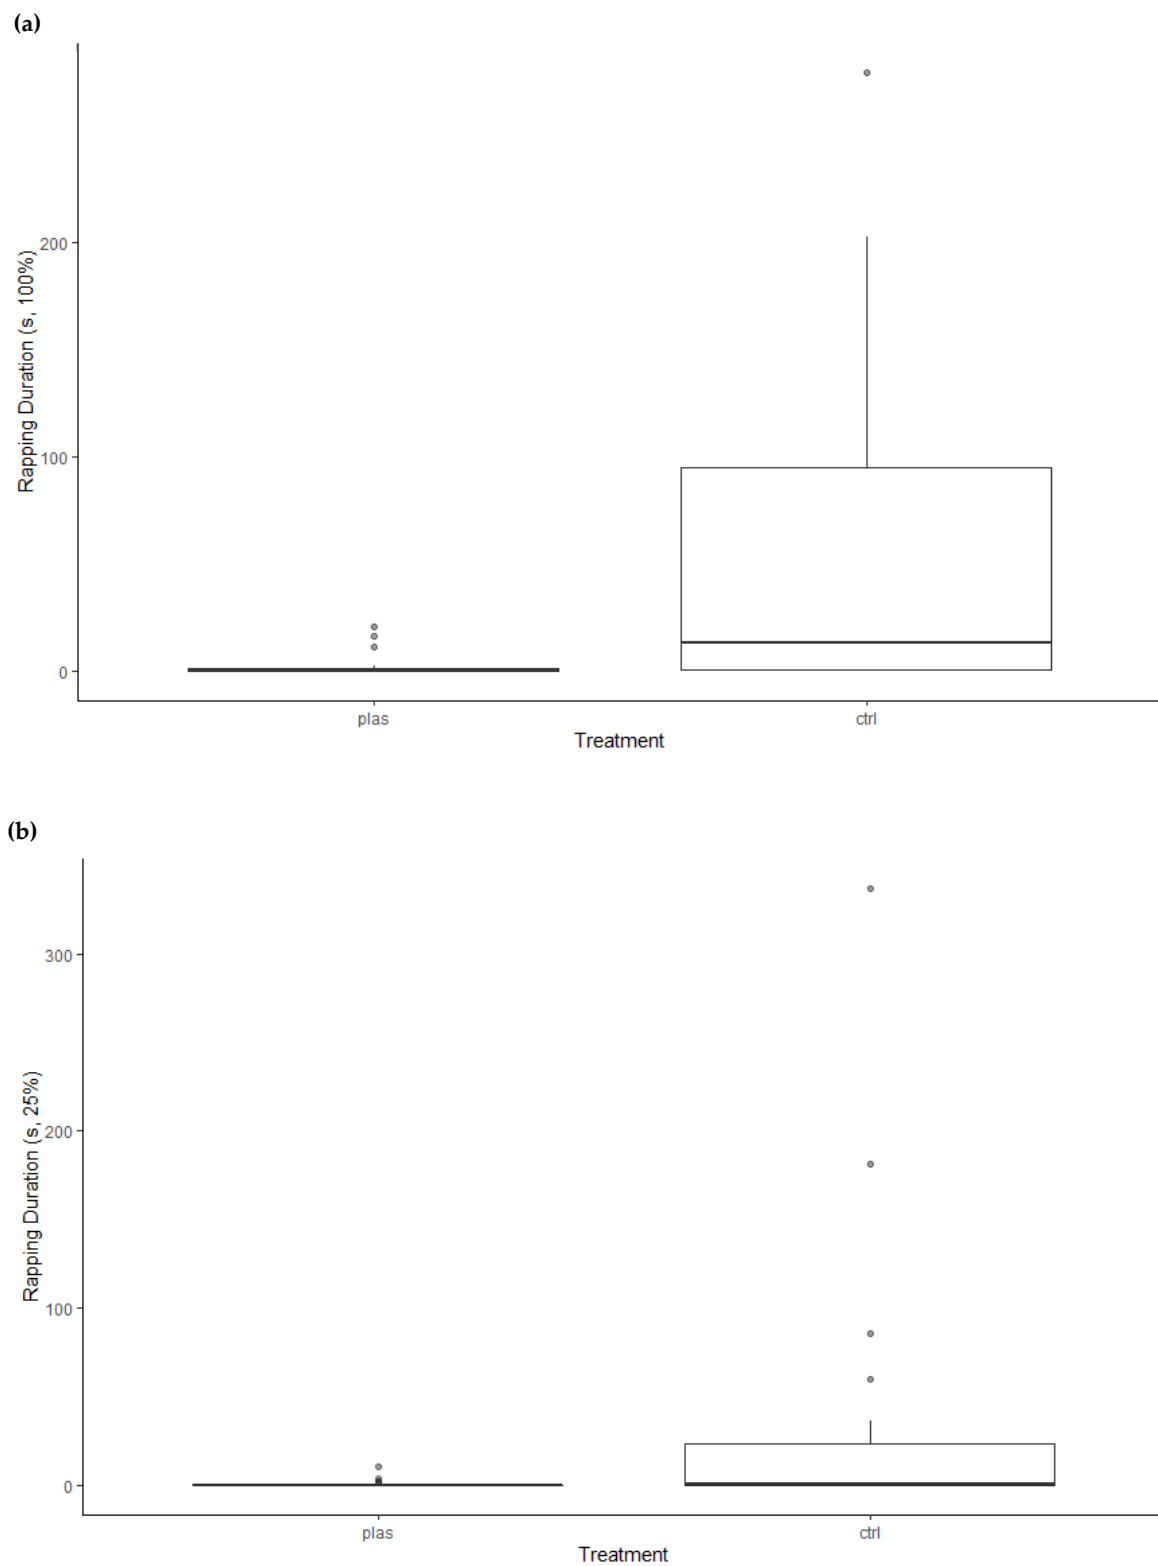 (a)
Rapping Duration (s, 100%)
200
100
0
plas
ctrl
Treatment
(b)
Rapping Duration (s, 25%)
300
200
100
0
plas
ctrl
Treatment